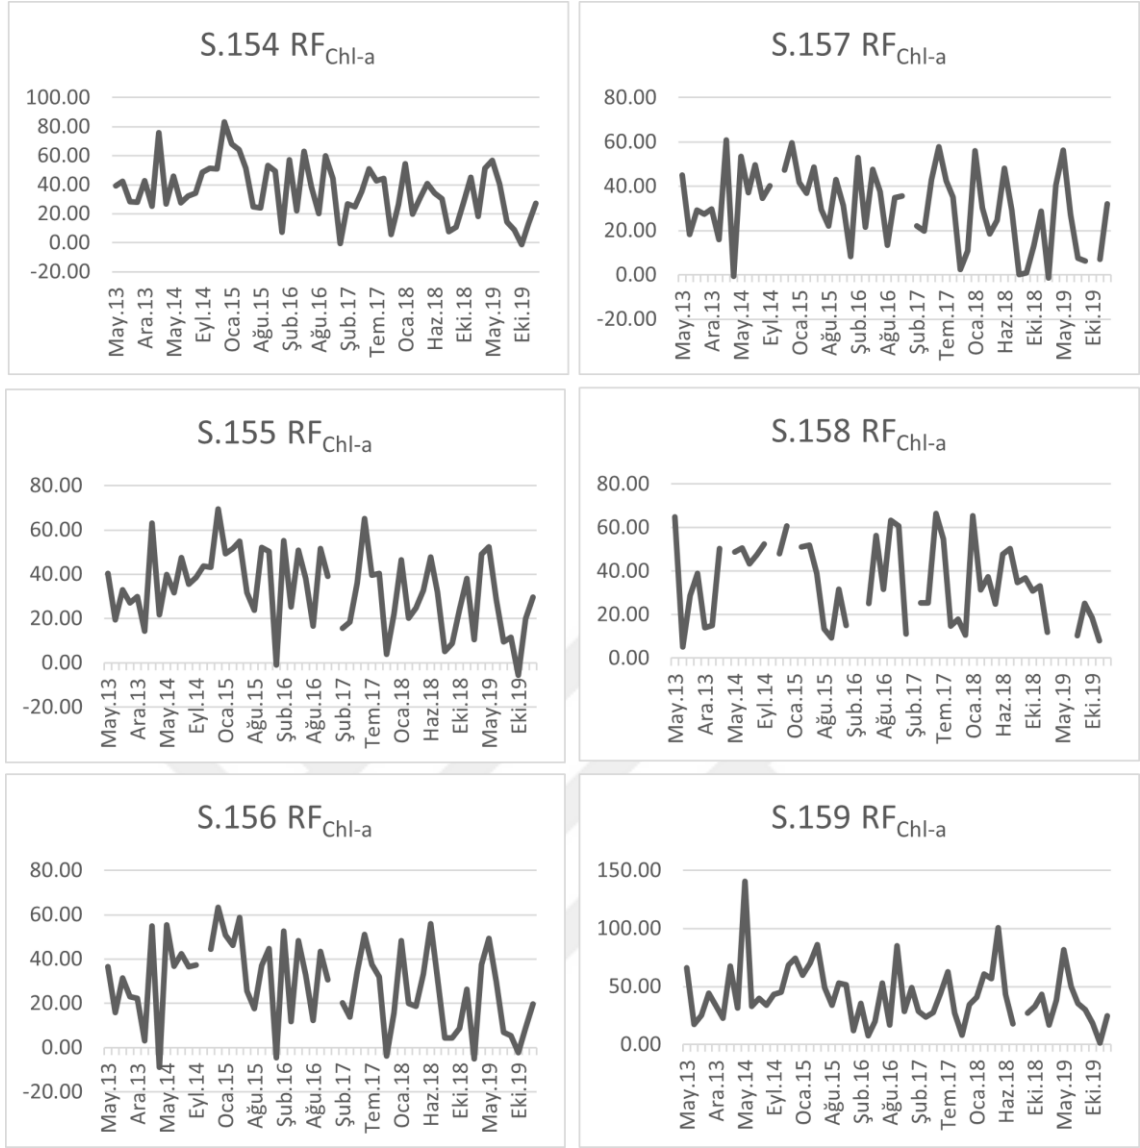 S.154 RFChl-a
100.00
80.00
60.00
40.00
20.00
0.00
-20.00
May.13
Ara.13
May.14
Eyl.14
Oca.15
Ağu.15
Şub.16
Ağu.16
Şub.17
Tem.17
Oca.18
Haz.18
Eki.18
May.19
Eki.19
S.157 RFChl-a
80.00
60.00
40.00
20.00
0.00
-20.00
May.13
Ara.13
May.14
Eyl.14
Oca.15
Ağu.15
Şub.16
Ağu.16
Şub.17
Tem.17
Oca.18
Haz.18
Eki.18
May.19
Eki.19
S.155 RFChl-a
80.00
60.00
40.00
20.00
0.00
-20.00
May.13
Ara.13
May.14
Eyl.14
Oca.15
Ağu.15
Şub.16
Ağu.16
Şub.17
Tem.17
Oca.18
Haz.18
Eki.18
May.19
Eki.19
S.158 RFChl-a
80.00
60.00
40.00
20.00
0.00
May.13
Ara.13
May.14
Eyl.14
Oca.15
Ağu.15
Şub.16
Ağu.16
Şub.17
Tem.17
Oca.18
Haz.18
Eki.18
May.19
Eki.19
S.156 RFChl-a
80.00
60.00
40.00
20.00
0.00
-20.00
May.13
Ara.13
May.14
Eyl.14
Oca.15
Ağu.15
Şub.16
Ağu.16
Şub.17
Tem.17
Oca.18
Haz.18
Eki.18
May.19
Eki.19
S.159 RFChl-a
150.00
100.00
50.00
0.00
May.13
Ara.13
May.14
Eyl.14
Oca.15
Ağu.15
Şub.16
Ağu.16
Şub.17
Tem.17
Oca.18
Haz.18
Eki.18
May.19
Eki.19